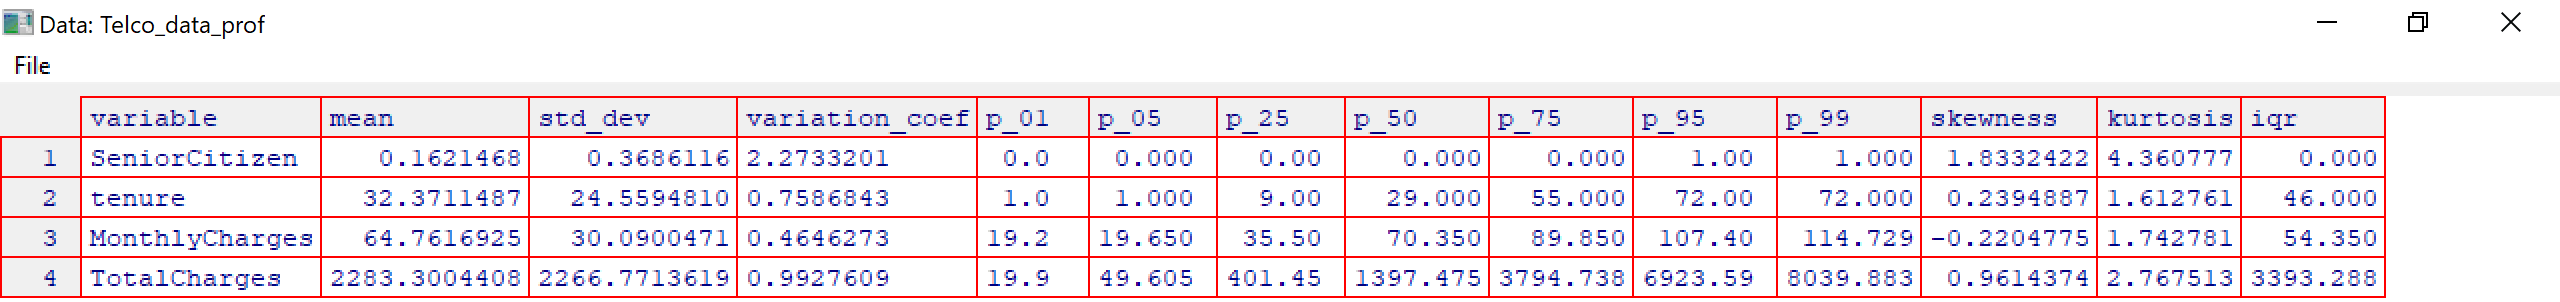 Data: Telco_data_prof
File
variable mean std_dev variation_coef p_01 p_05 p_25 p_50 p_75 p_95 p_99 skewness kurtosis iqr
1 SeniorCitizen 0.1621468 0.3686116 2.2733201 0.0 0.000 0.00 0.000 0.000 1.00 1.000 1.8332422 4.360777 0.000
2 tenure 32.3711487 24.5594810 0.7586843 1.0 1.000 9.00 29.000 55.000 72.00 72.000 0.2394887 1.612761 46.000
3 MonthlyCharges 64.7616925 30.0900471 0.4646273 19.2 19.650 35.50 70.350 89.850 107.40 114.729 -0.2204775 1.742781 54.350
4 TotalCharges 2283.3004408 2266.7713619 0.9927609 19.9 49.605 401.45 1397.475 3794.738 6923.59 8039.883 0.9614374 2.767513 3393.288